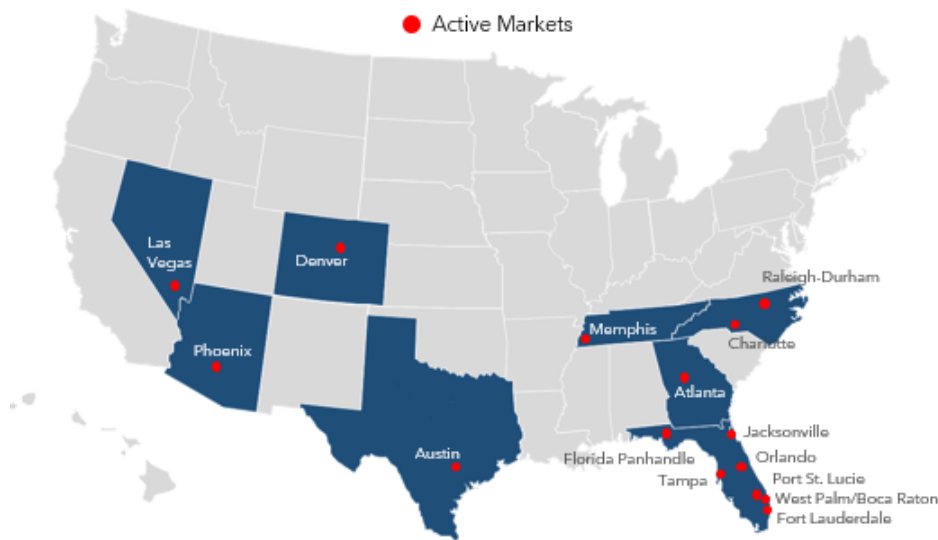 Active Markets
Las
Vegas
Denver
Raleigh-Durham
Memphis
Charlotte
Phoenix
Atlanta
Jacksonville
Austin
Florida Panhandle
Orlando
Tampa
Port St. Lucie
West Palm/Boca Raton
Fort Lauderdale